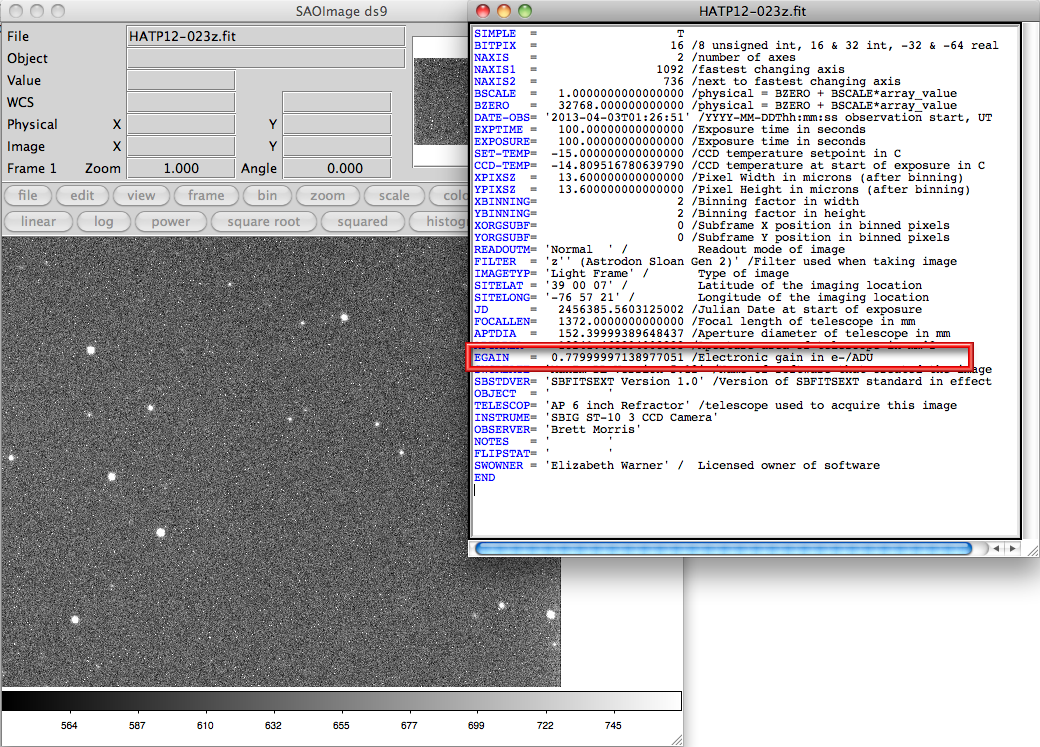 SAOImage ds9
File HATP12-023z.fit
Object
Value
WCS
Physical X Y
Image X Y
Frame 1 Zoom 1.000 Angle 0.000
file edit view frame bin zoom scale
linear log power square root squared
564 587 610 632 655 677 699 722 745
HATP12-023z.fit
SIMPLE = T
BITPIX = 16 /8 unsigned int, 16 & 32 int, -32 & -64 real
NAXIS = 2 /number of axes
NAXIS1 = 1092 /fastest changing axis
NAXIS2 = 736 /next to fastest changing axis
BSCALE = 1.0000000000000000 /physical = BZERO + BSCALE*array_value
BZERO = 32768.000000000000 /physical = BZERO + BSCALE*array_value
DATE-OBS= '2013-04-03T01:26:51' /YYYY-MM-DDThh:mm:ss observation start, UT
EXPTIME = 100.00000000000000 /Exposure time in seconds
EXPOSURE= 100.00000000000000 /Exposure time in seconds
SET-TEMP= -15.000000000000000 /CCD temperature setpoint in C
CCD-TEMP= -14.809516780639790 /CCD temperature at start of exposure in C
XPIXSZ = 13.600000000000000 /Pixel Width in microns (after binning)
YPIXSZ = 13.600000000000000 /Pixel Height in microns (after binning)
XBINNING= 2 /Binning factor in width
YBINNING= 2 /Binning factor in height
XORGSUBF= 0 /Subframe X position in binned pixels
YORGSUBF= 0 /Subframe Y position in binned pixels
READOUTM= 'Normal ' / Readout mode of image
FILTER = 'z'' (Astrodon Sloan Gen 2)' /Filter used when taking image
IMAGETYP= 'Light Frame' / Type of image
SITELAT = '39 00 07' / Latitude of the imaging location
SITELONG= '-76 57 21' / Longitude of the imaging location
JD = 2456385.5603125002 /Julian Date at start of exposure
FOCALLEN= 1372.0000000000000 /Focal length of telescope in mm
APTDIA = 152.39999389648437 /Aperture diameter of telescope in mm
EGAIN = 0.77999997138977051 /Electronic gain in e-/ADU
SBSTDVER= 'SBFITSEXT Version 1.0' /Version of SBFITSEXT standard in effect
OBJECT = ' '
TELESCOP= 'AP 6 inch Refractor' /telescope used to acquire this image
INSTRUME= 'SBIG ST-10 3 CCD Camera'
OBSERVER= 'Brett Morris'
NOTES = ' '
FLIPSTAT= ' '
SWOWNER = 'Elizabeth Warner' / Licensed owner of software
END